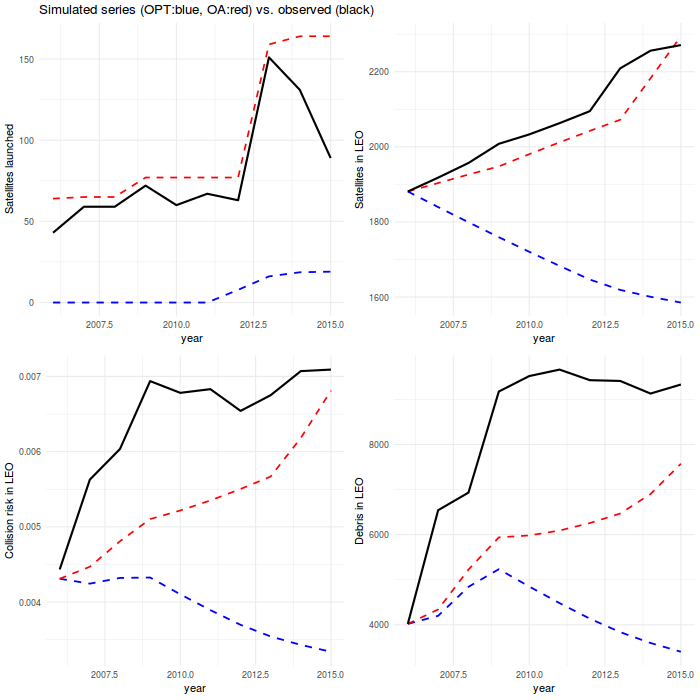 Simulated series (OPT:blue, OA:red) vs. observed (black)
Satellites launched
150
100
50
0
2007.5 2010.0 2012.5 2015.0
year
Satellites in LEO
2200
2000
1800
1600
2007.5 2010.0 2012.5 2015.0
year
Collision risk in LEO
0.007
0.006
0.005
0.004
2007.5 2010.0 2012.5 2015.0
year
Debris in LEO
8000
6000
4000
2007.5 2010.0 2012.5 2015.0
year